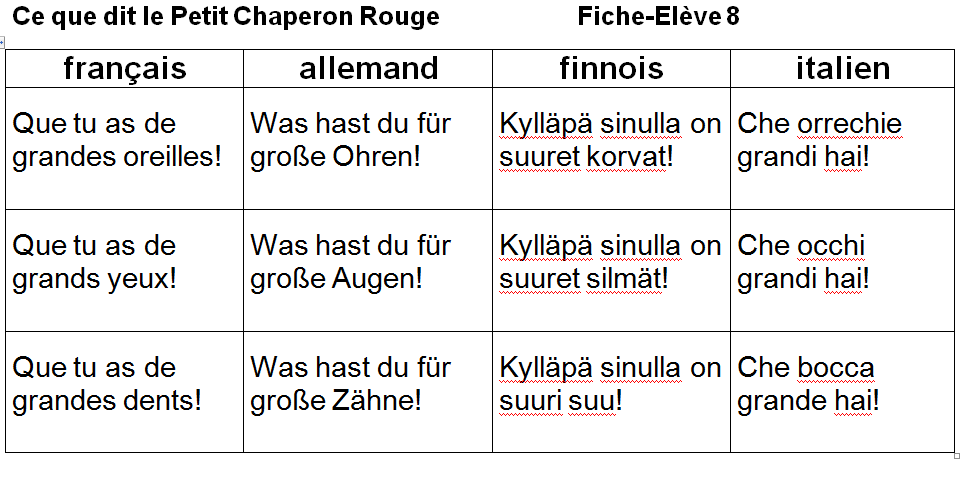 Ce que dit le Petit Chaperon Rouge Fiche-Elève 8
français allemand finnois italien
Que tu as de
grandes oreilles!
Was hast du für
große Ohren!
Kylläpä sinulla on
suuret korvat!
Che orrechie
grandi hai!
Que tu as de
grands yeux!
Was hast du für
große Augen!
Kylläpä sinulla on
suuret silmät!
Che occhi
grandi hai!
Que tu as de
grandes dents!
Was hast du für
große Zähne!
Kylläpä sinulla on
suuri suu!
Che bocca
grande hai!